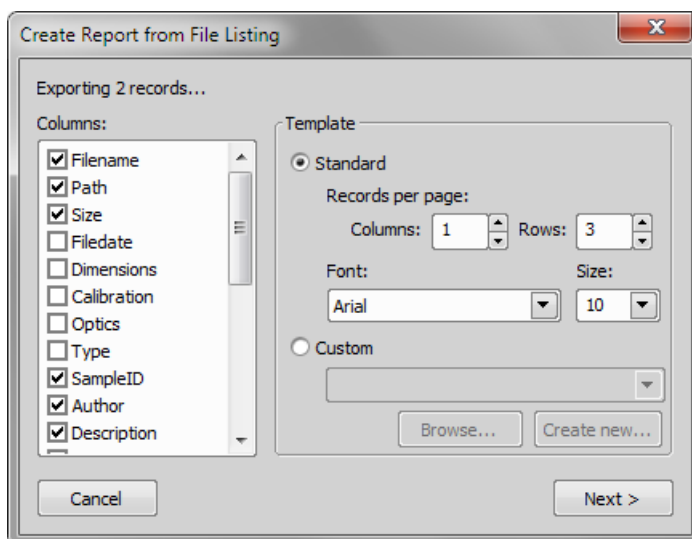 Create Report from File Listing
Exporting 2 records...
Columns:
Filename
Path
Size
Filedate
Dimensions
Calibration
Optics
Type
SampleID
Author
Description
Template
Standard
Records per page:
Columns: 1 Rows: 3
Font: Size:
Arial 10
Custom
Browse... Create new...
Cancel Next >